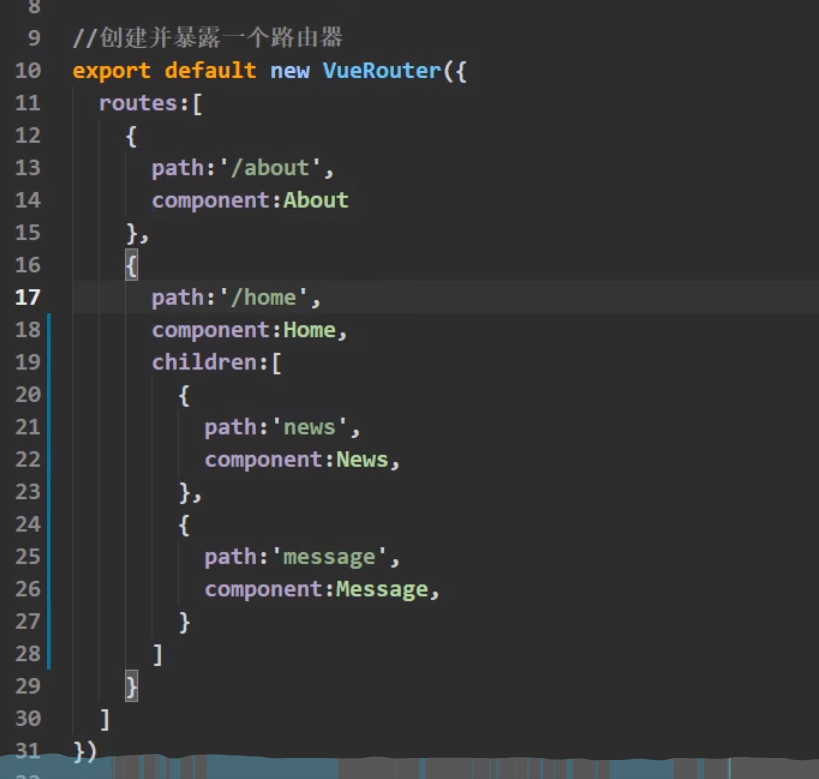 8
9 //创建并暴露一个路由器
10 export default new VueRouter({
11   routes:[
12     {
13       path:'/about',
14       component:About
15     },
16     {
17       path:'/home',
18       component:Home,
19       children:[
20         {
21           path:'news',
22           component:News,
23         },
24         {
25           path:'message',
26           component:Message,
27         }
28       ]
29     }
30   ]
31 })